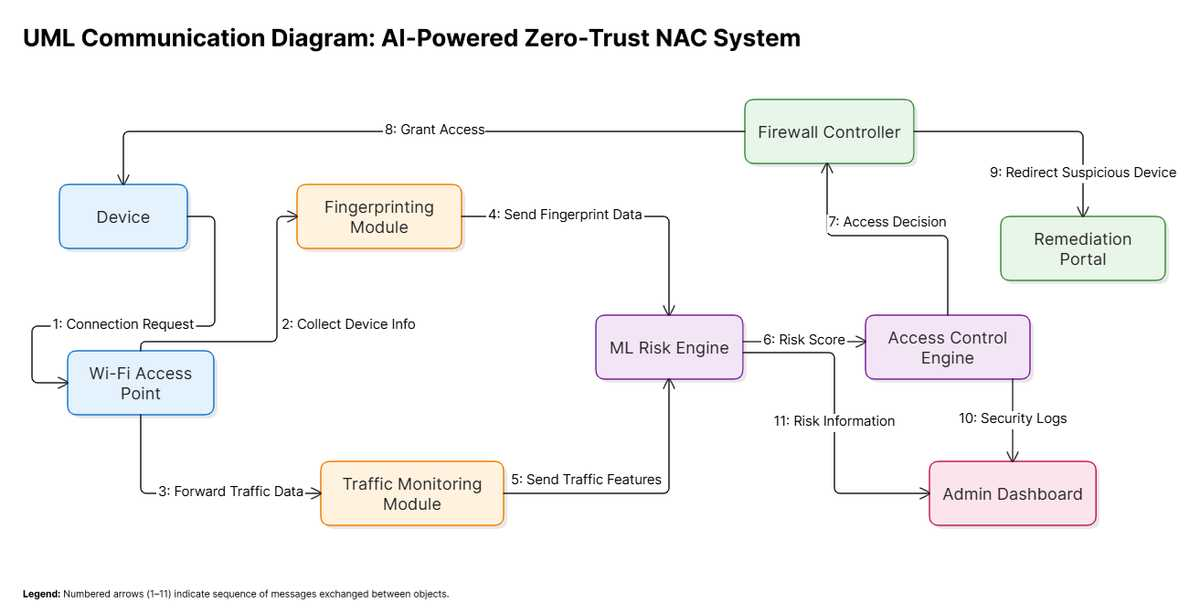 UML Communication Diagram: AI-Powered Zero-Trust NAC System
8: Grant Access
Firewall Controller
9: Redirect Suspicious Device
Device
Fingerprinting
Module
4: Send Fingerprint Data
7: Access Decision
Remediation
Portal
1: Connection Request
2: Collect Device Info
ML Risk Engine
6: Risk Score
Access Control
Engine
Wi-Fi Access
Point
11: Risk Information
10: Security Logs
3: Forward Traffic Data
Traffic Monitoring
Module
5: Send Traffic Features
Admin Dashboard
Legend: Numbered arrows (1–11) indicate sequence of messages exchanged between objects.